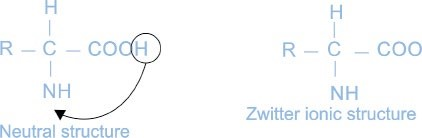 H
H
R – C – COOH
R – C – COO
NH
NH
Neutral structure
Zwitter ionic structure